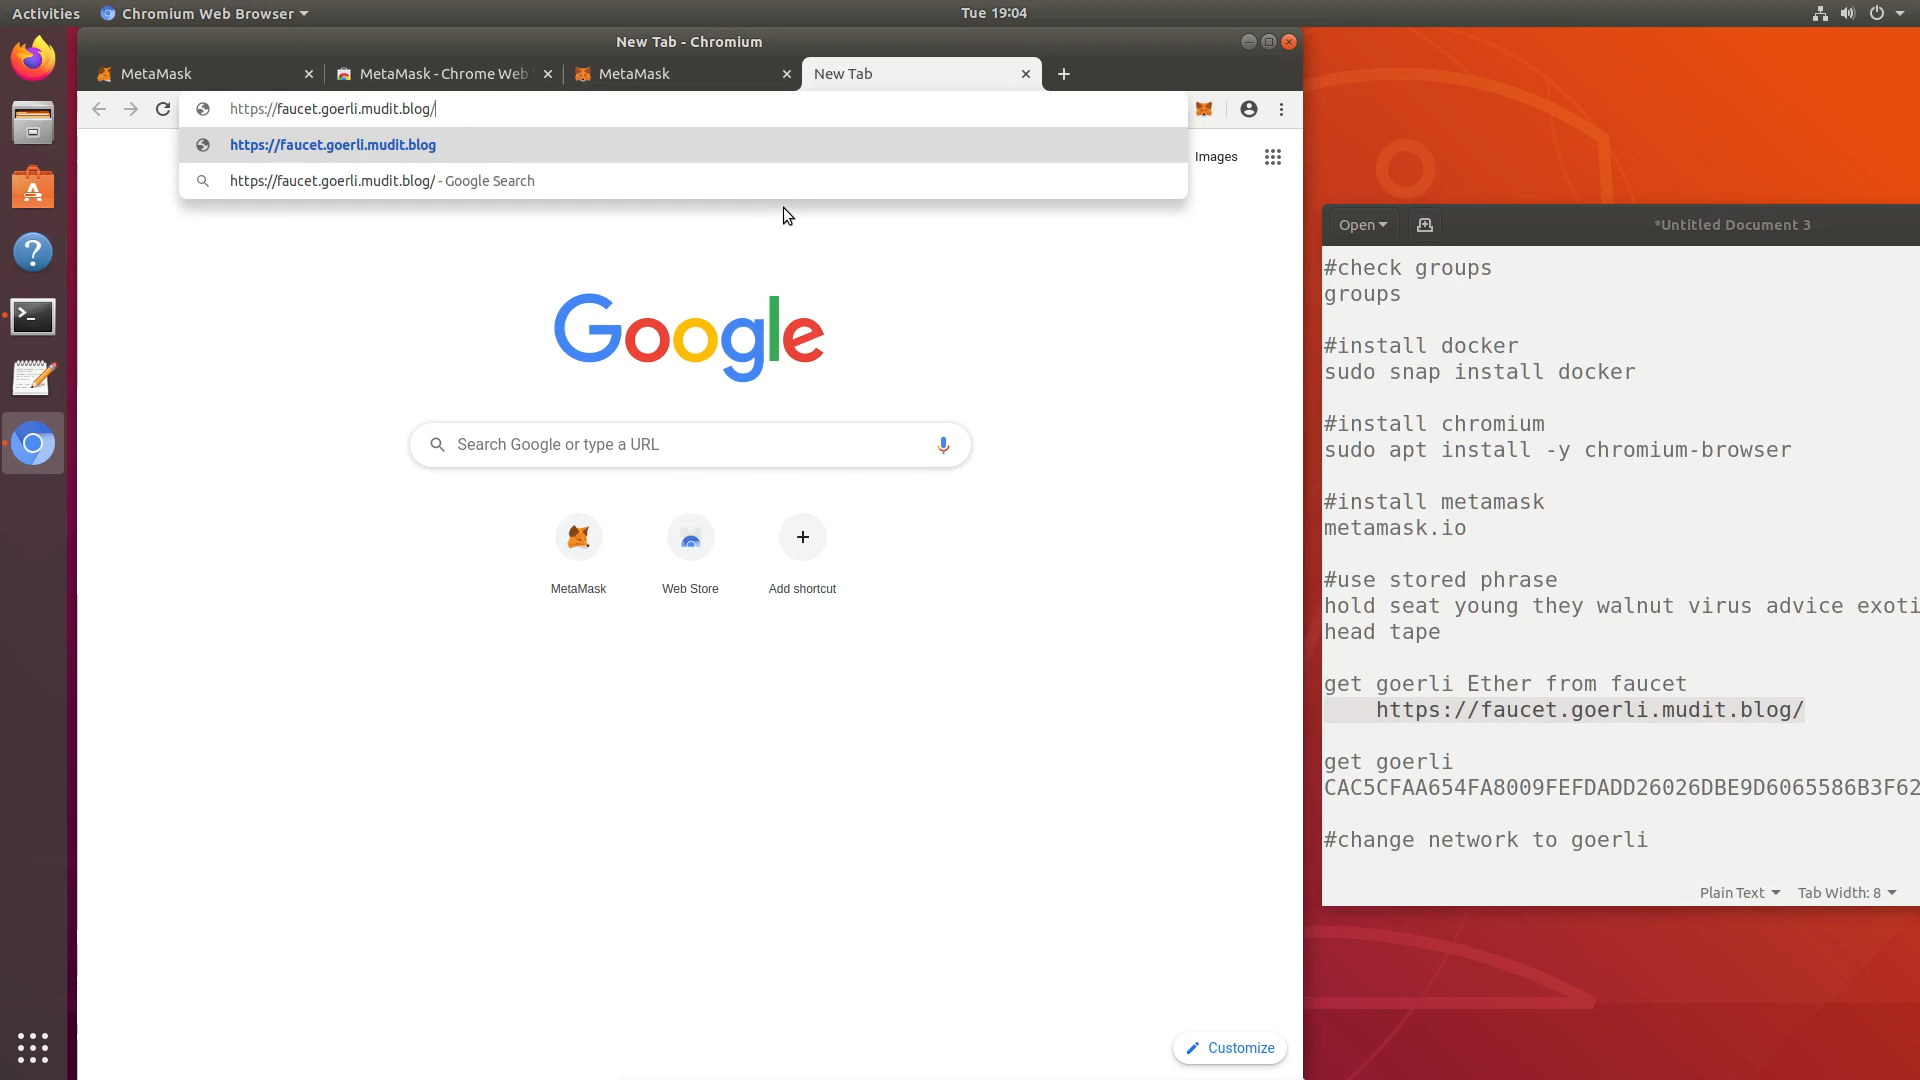 Activities
Chromium Web Browser
Tue 19:04
New Tab - Chromium
MetaMask
MetaMask - Chrome Web
MetaMask
New Tab
https://faucet.goerli.mudit.blog/
https://faucet.goerli.mudit.blog
https://faucet.goerli.mudit.blog/ - Google Search
Images
Google
Search Google or type a URL
MetaMask
Web Store
Add shortcut
Customize
Open
*Untitled Document 3
#check groups
groups
#install docker
sudo snap install docker
#install chromium
sudo apt install -y chromium-browser
#install metamask
metamask.io
#use stored phrase
hold seat young they walnut virus advice exoti
head tape
get goerli Ether from faucet
https://faucet.goerli.mudit.blog/
get goerli
CAC5CFAA654FA8009FEFDADD26026DBE9D6065586B3F62
#change network to goerli
Plain Text
Tab Width: 8